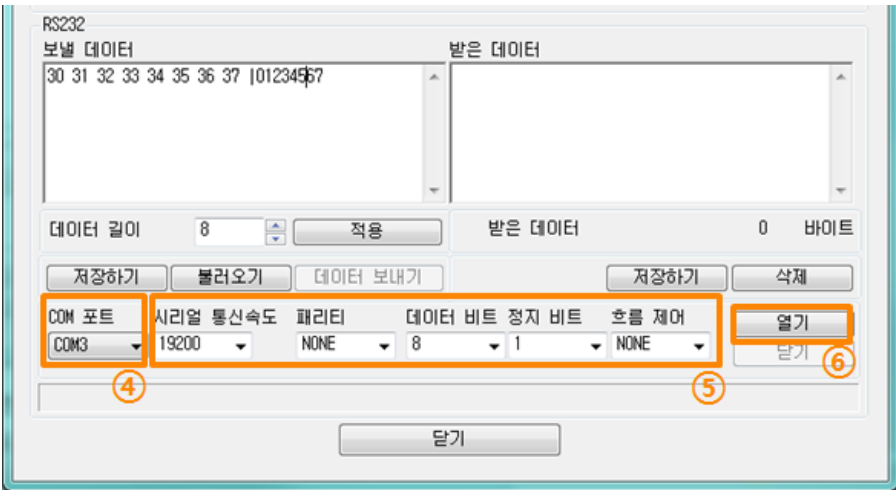 RS232
보낼 데이터 받은 데이터
30 31 32 33 34 35 36 37 |01234567
데이터 길이 8 적용 받은 데이터 0 바이트
저장하기 불러오기 데이터 보내기 저장하기 삭제
COM 포트 시리얼 통신속도 패리티 데이터 비트 정지 비트 흐름 제어 열기
COM3 19200 NONE 8 1 NONE 닫기
④ ⑤ ⑥
닫기